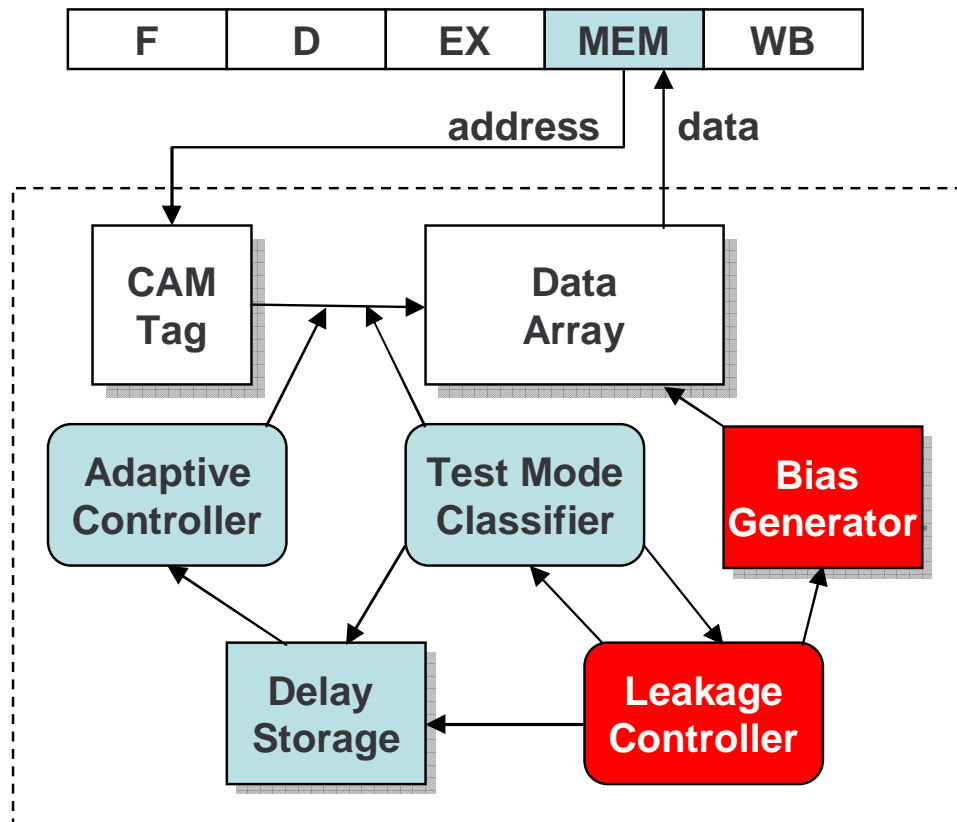 F D EX MEM WB
address data
CAM
Tag
Data
Array
Adaptive
Controller
Test Mode
Classifier
Bias
Generator
Delay
Storage
Leakage
Controller